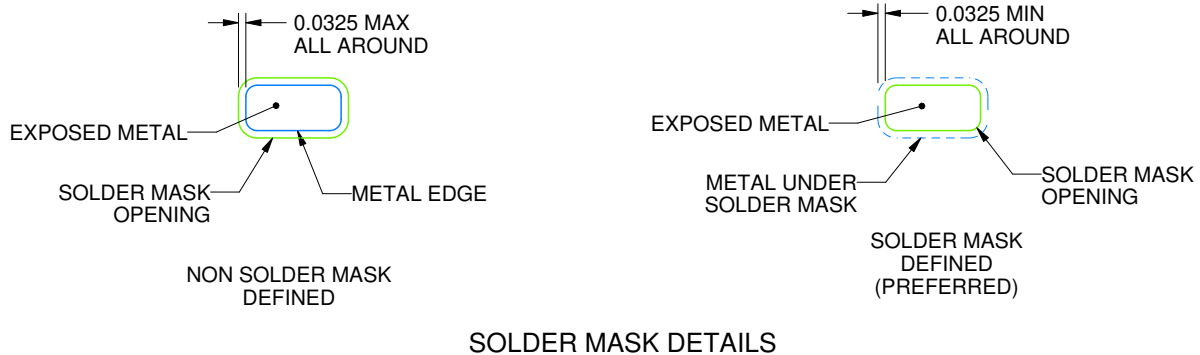 0.0325 MAX
ALL AROUND
EXPOSED METAL
SOLDER MASK
OPENING
METAL EDGE
NON SOLDER MASK
DEFINED
0.0325 MIN
ALL AROUND
EXPOSED METAL
METAL UNDER
SOLDER MASK
SOLDER MASK
OPENING
SOLDER MASK
DEFINED
(PREFERRED)
SOLDER MASK DETAILS